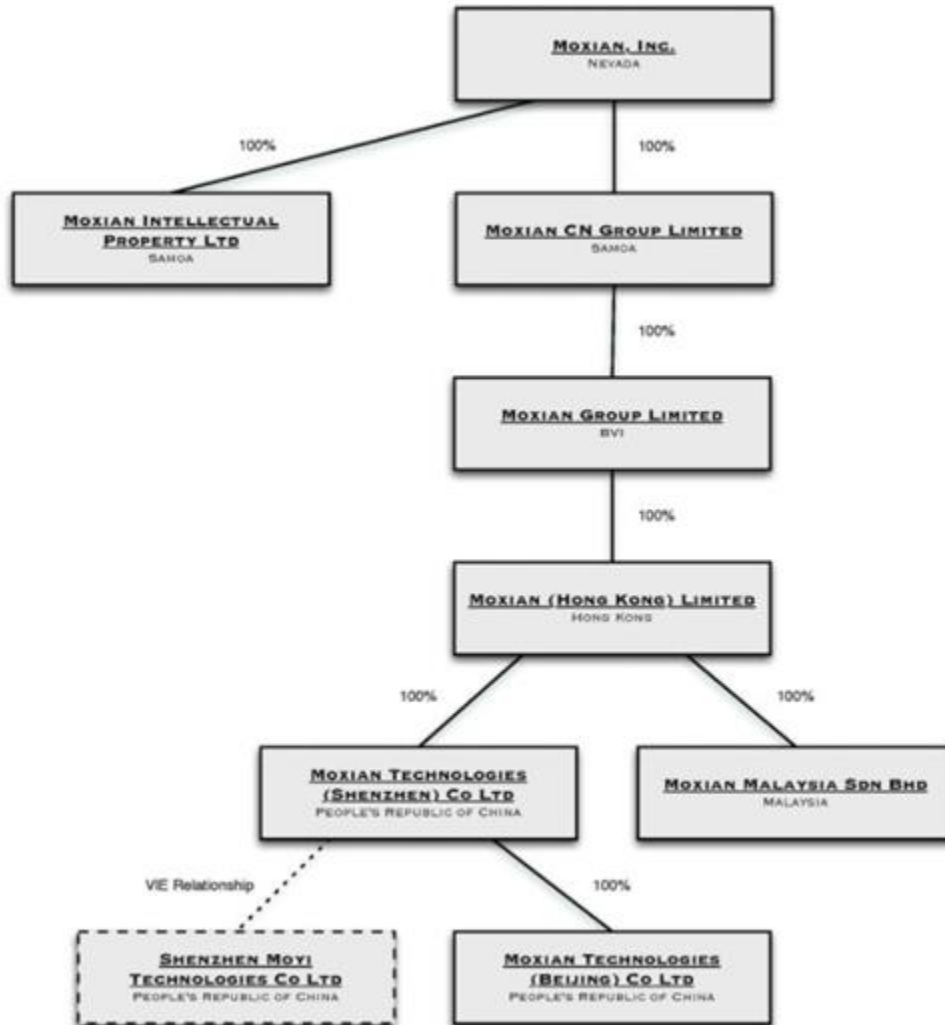 MOXIAN, INC.
NEVADA
100%
100%
MOXIAN INTELLECTUAL
PROPERTY LTD
SAMOA
MOXIAN CN GROUP LIMITED
SAMOA
100%
MOXIAN GROUP LIMITED
BVI
100%
MOXIAN (HONG KONG) LIMITED
HONG KONG
100%
100%
MOXIAN TECHNOLOGIES
(SHENZHEN) CO LTD
PEOPLE'S REPUBLIC OF CHINA
MOXIAN MALAYSIA SDN BHD
MALAYSIA
VIE Relationship
100%
SHENZHEN MOYI
TECHNOLOGIES CO LTD
PEOPLE'S REPUBLIC OF CHINA
MOXIAN TECHNOLOGIES
(BEIJING) CO LTD
PEOPLE'S REPUBLIC OF CHINA